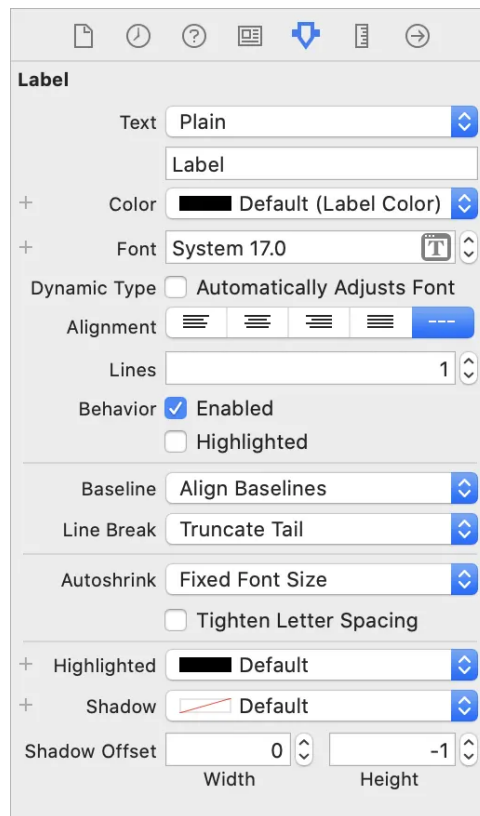 Label
Text Plain
Label
+ Color Default (Label Color)
+ Font System 17.0 T
Dynamic Type Automatically Adjusts Font
Alignment ---
Lines 1
Behavior Enabled
Highlighted
Baseline Align Baselines
Line Break Truncate Tail
Autoshrink Fixed Font Size
Tighten Letter Spacing
+ Highlighted Default
+ Shadow Default
Shadow Offset 0 -1
Width Height